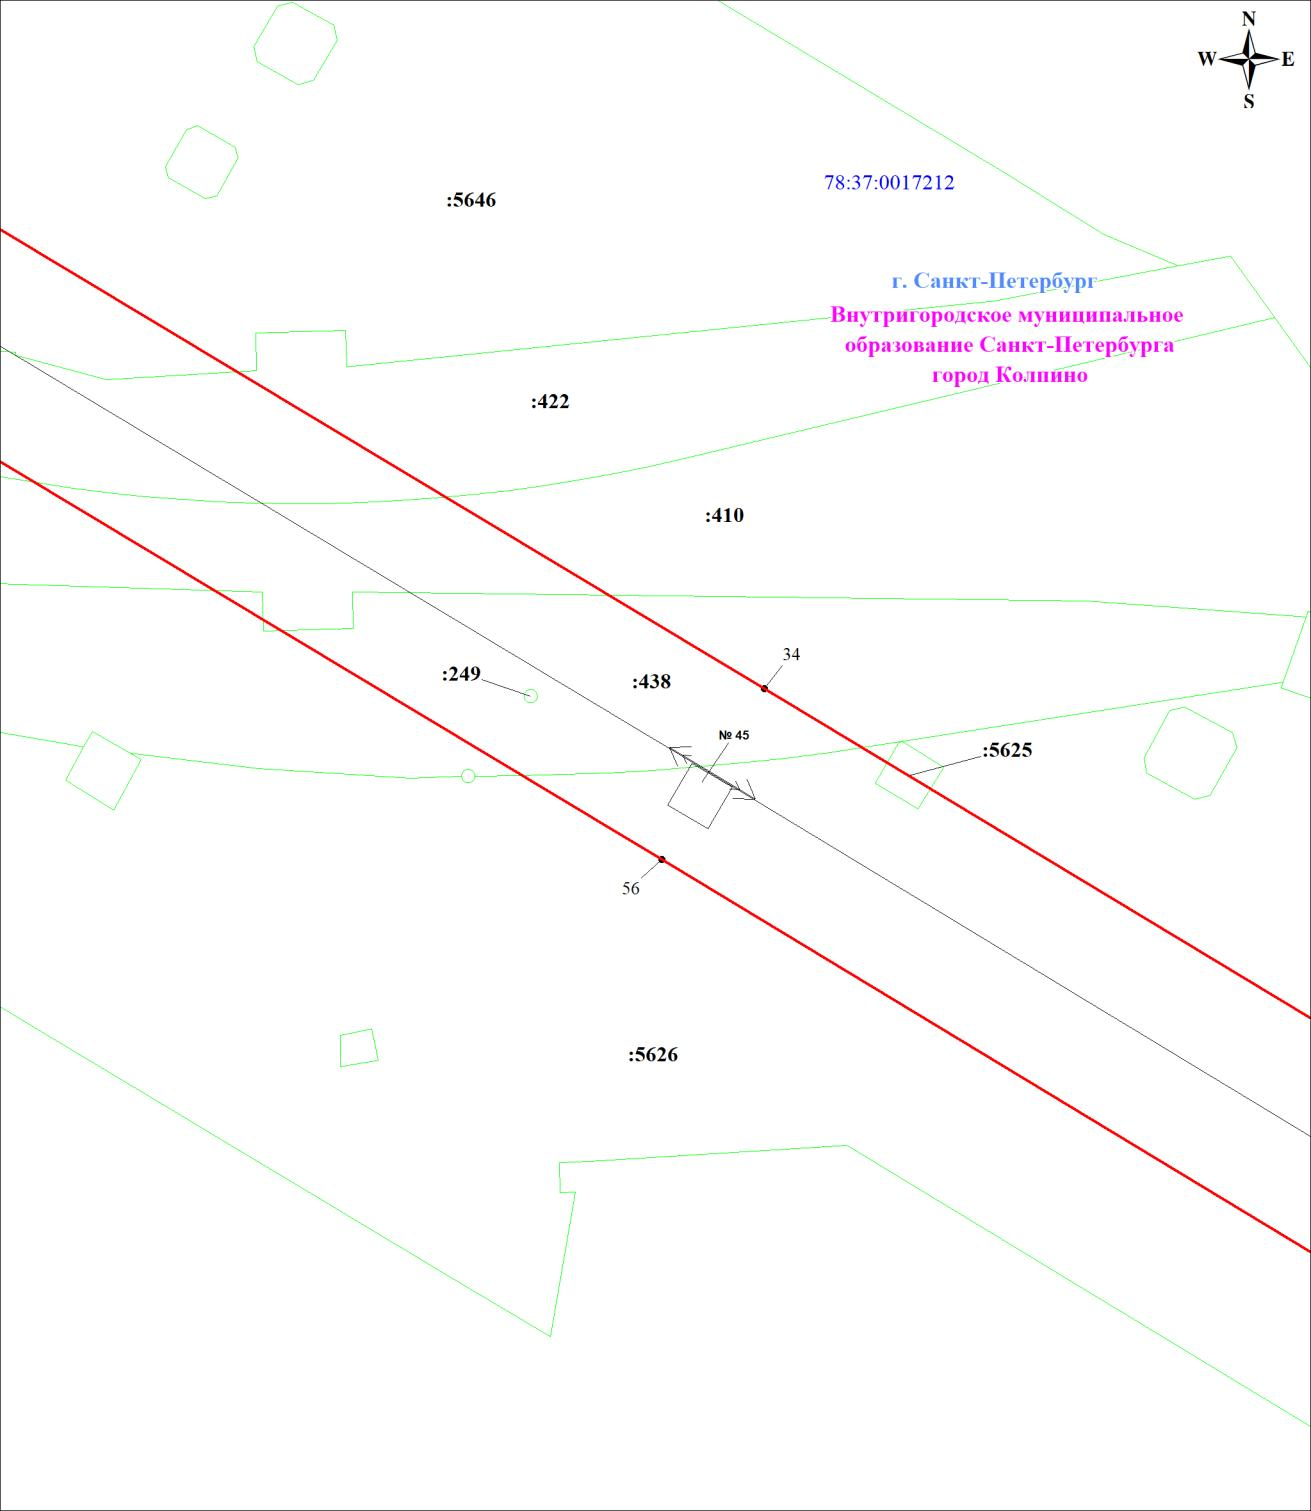 N
W E
S
78:37:0017212
:5646
г. Санкт-Петербург
Внутригородское муниципальное
образование Санкт-Петербурга
город Колпино
:422
:410
34
:249
:438
№ 45
:5625
56
:5626